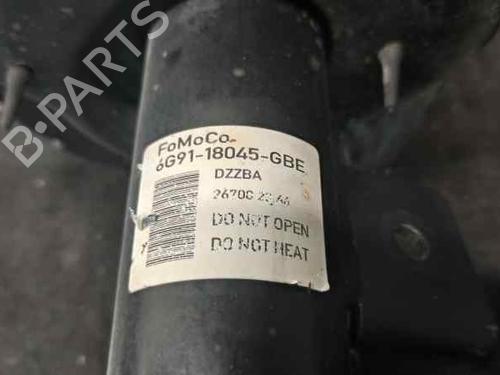 FoMoCo
6G91-18045-GBE
DZZBA
DO NOT OPEN
DO NOT HEAT
B-PARTS